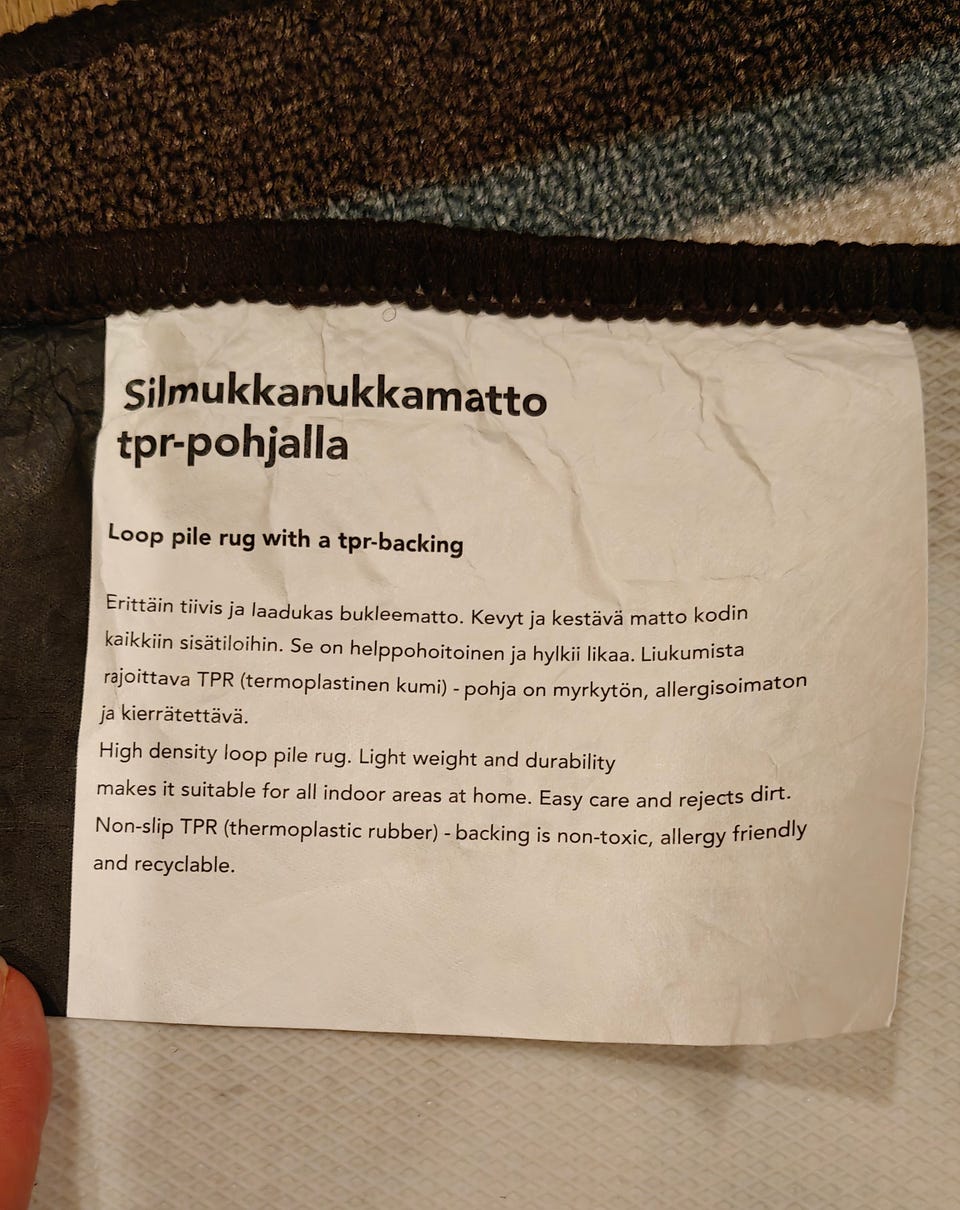 Silmukkanukkamatto
tpr-pohjalla
Loop pile rug with a tpr-backing
Erittäin tiivis ja laadukas bukleematto. Kevyt ja kestävä matto kodin
kaikkiin sisätiloihin. Se on helppohoitoinen ja hylkii likaa. Liukumista
rajoittava TPR (termoplastinen kumi) - pohja on myrkytön, allergisoimaton
ja kierrätettävä.
High density loop pile rug. Light weight and durability
makes it suitable for all indoor areas at home. Easy care and rejects dirt.
Non-slip TPR (thermoplastic rubber) - backing is non-toxic, allergy friendly
and recyclable.